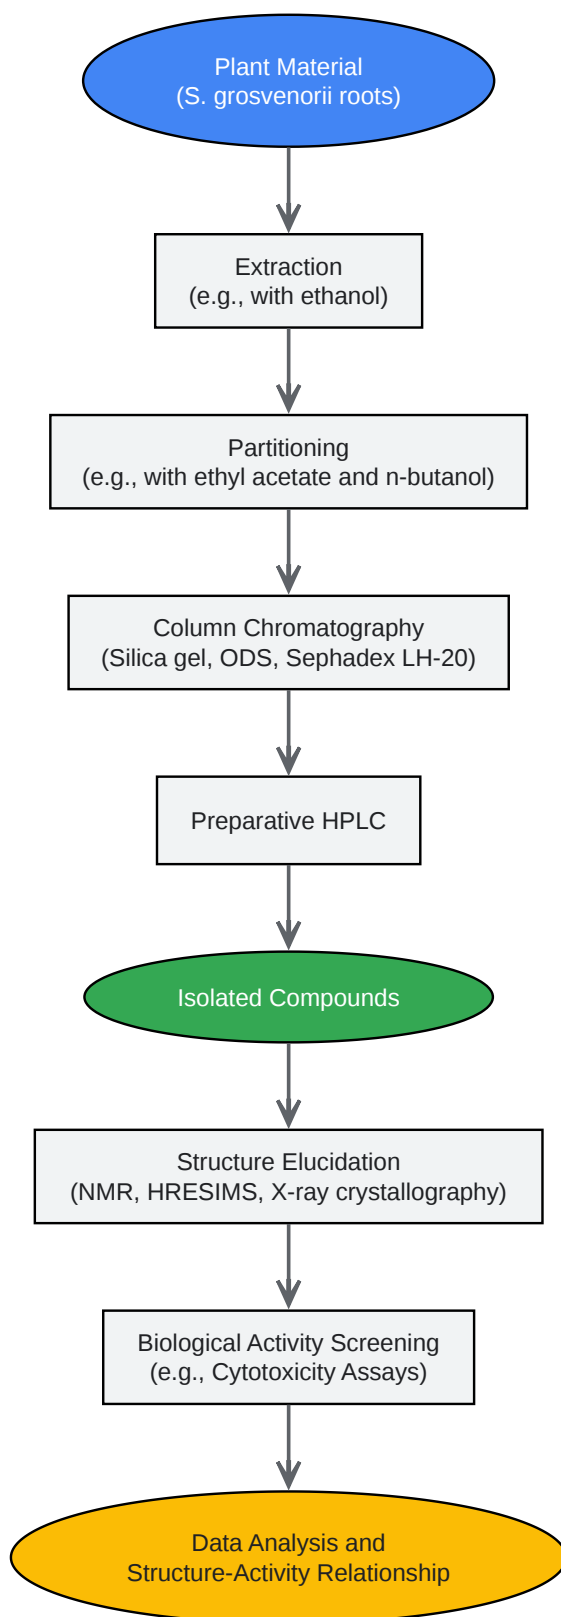 Plant Material
(S. grosvenorii roots)
Extraction
(e.g., with ethanol)
Partitioning
(e.g., with ethyl acetate and n-butanol)
Column Chromatography
(Silica gel, ODS, Sephadex LH-20)
Preparative HPLC
Isolated Compounds
Structure Elucidation
(NMR, HRESIMS, X-ray crystallography)
Biological Activity Screening
(e.g., Cytotoxicity Assays)
Data Analysis and
Structure-Activity Relationship